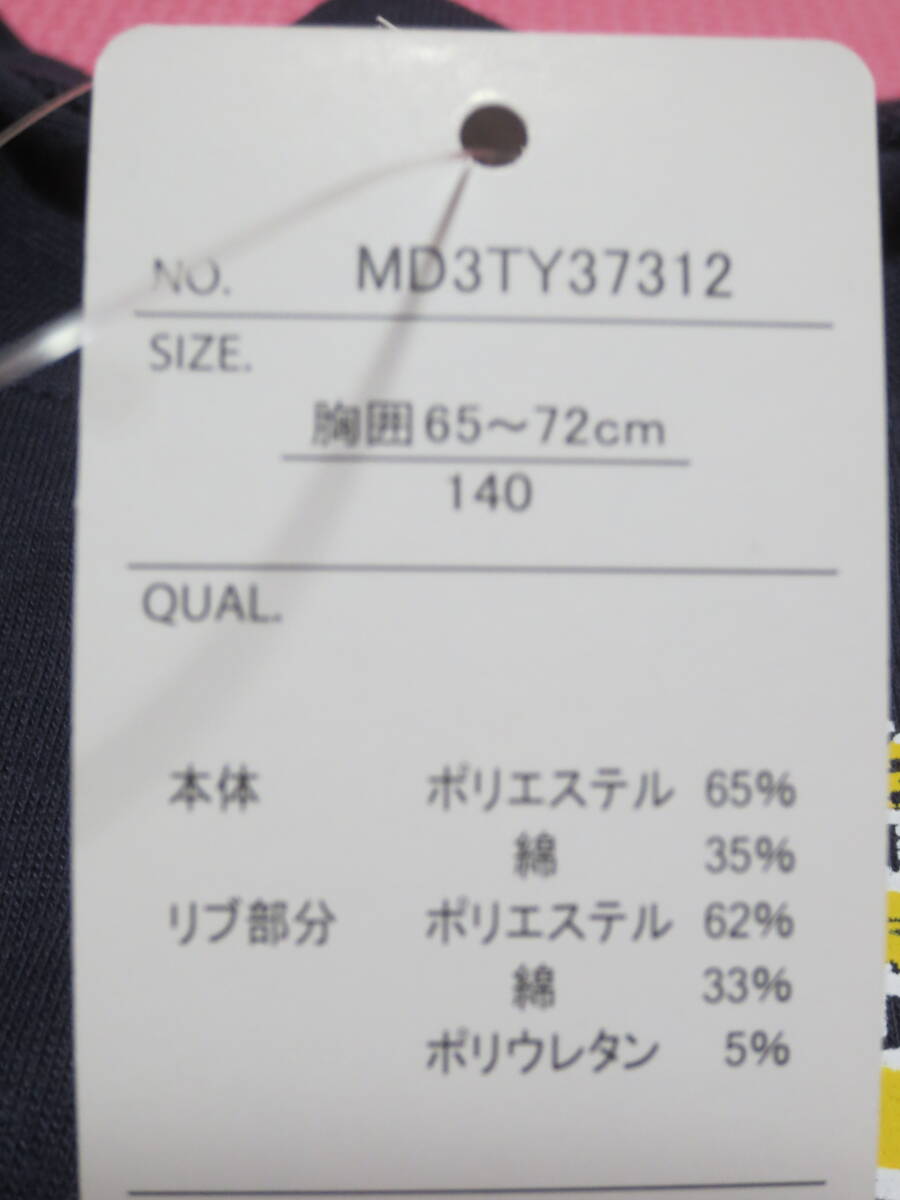 NO. MD3TY37312
SIZE.
胸囲65～72cm
140
QUAL.
本体 ポリエステル 65%
綿 35%
リブ部分 ポリエステル 62%
綿 33%
ポリウレタン 5%